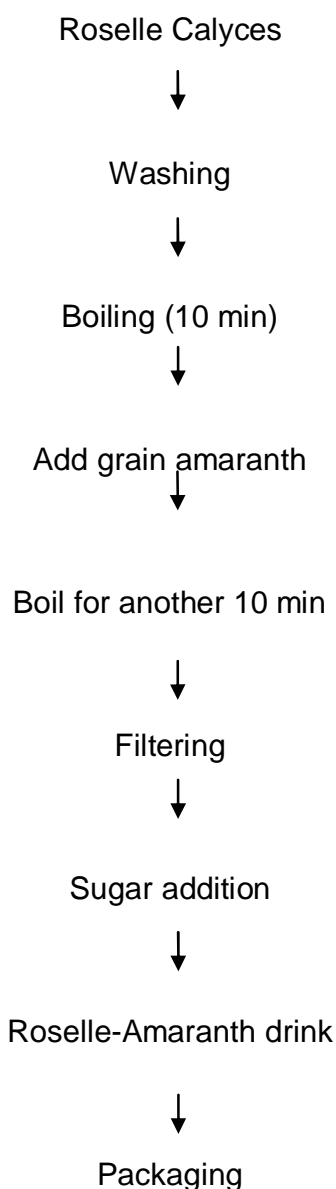 Roselle Calyces
Washing
Boiling (10 min)
Add grain amaranth
Boil for another 10 min
Filtering
Sugar addition
Roselle-Amaranth drink
Packaging